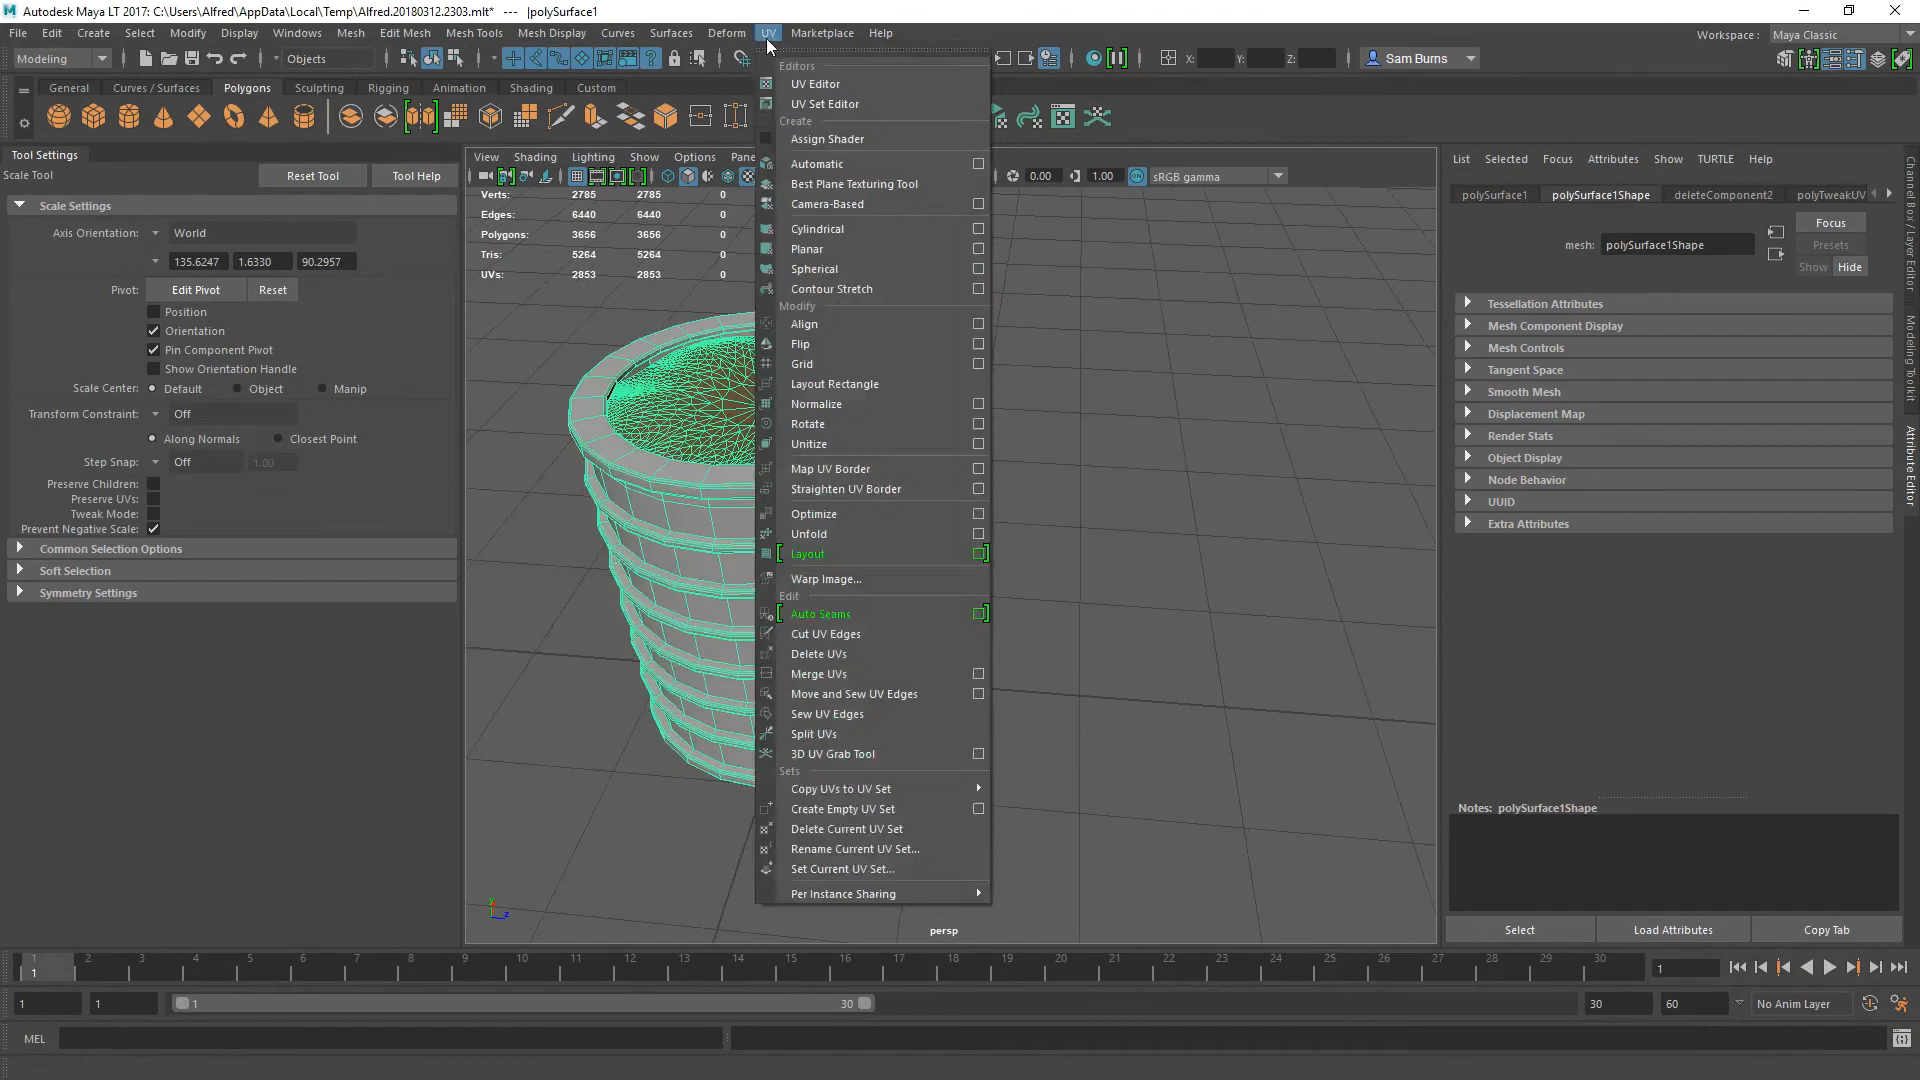 Autodesk Maya LT 2017: C:\Users\Alfred\AppData\Local\Temp\Alfred.20180312.2303.mlt* --- |polySurface1
File Edit Create Select Modify Display Windows Mesh Edit Mesh Mesh Tools Mesh Display Curves Surfaces Deform UV Marketplace Help
Workspace : Maya Classic
Modeling Objects X: Y: Z: Sam Burns
General Curves / Surfaces Polygons Sculpting Rigging Animation Shading Custom
Tool Settings
Scale Tool Reset Tool Tool Help
Scale Settings
Axis Orientation: World
135.6247 1.6330 90.2957
Pivot: Edit Pivot Reset
Position
Orientation
Pin Component Pivot
Show Orientation Handle
Scale Center: Default Object Manip
Transform Constraint: Off
Along Normals Closest Point
Step Snap: Off 1.00
Preserve Children:
Preserve UVs:
Tweak Mode:
Prevent Negative Scale:
Common Selection Options
Soft Selection
Symmetry Settings
View Shading Lighting Show Options Pane
0.00 1.00 ON sRGB gamma
Verts: 2785 2785 0
Edges: 6440 6440 0
Polygons: 3656 3656 0
Tris: 5264 5264 0
UVs: 2853 2853 0
Editors
UV Editor
UV Set Editor
Create
Assign Shader
Automatic
Best Plane Texturing Tool
Camera-Based
Cylindrical
Planar
Spherical
Contour Stretch
Modify
Align
Flip
Grid
Layout Rectangle
Normalize
Rotate
Unitize
Map UV Border
Straighten UV Border
Optimize
Unfold
Layout
Warp Image...
Edit
Auto Seams
Cut UV Edges
Delete UVs
Merge UVs
Move and Sew UV Edges
Sew UV Edges
Split UVs
3D UV Grab Tool
Sets
Copy UVs to UV Set
Create Empty UV Set
Delete Current UV Set
Rename Current UV Set...
Set Current UV Set...
Per Instance Sharing
y
z
persp
List Selected Focus Attributes Show TURTLE Help
polySurface1 polySurface1Shape deleteComponent2 polyTweakUV
mesh: polySurface1Shape
Focus
Presets
Show Hide
Tessellation Attributes
Mesh Component Display
Mesh Controls
Tangent Space
Smooth Mesh
Displacement Map
Render Stats
Object Display
Node Behavior
UUID
Extra Attributes
Notes: polySurface1Shape
Select Load Attributes Copy Tab
Channel Box / Layer Editor
Modeling Toolkit
Attribute Editor
1 2 3 4 5 6 7 8 9 10 11 12 13 14 15 16 17 18 19 20 21 22 23 24 25 26 27 28 29 30
1 1
1 1 1 30 30 60 No Anim Layer
MEL